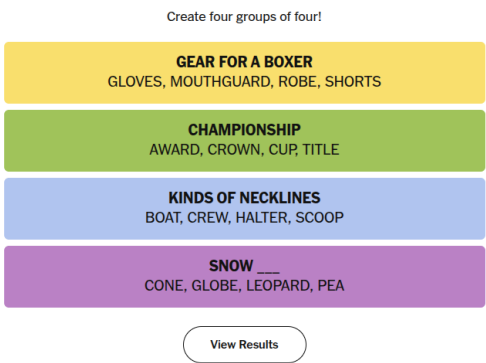 Create four groups of four!
GEAR FOR A BOXER
GLOVES, MOUTHGUARD, ROBE, SHORTS
CHAMPIONSHIP
AWARD, CROWN, CUP, TITLE
KINDS OF NECKLINES
BOAT, CREW, HALTER, SCOOP
SNOW ___
CONE, GLOBE, LEOPARD, PEA
View Results